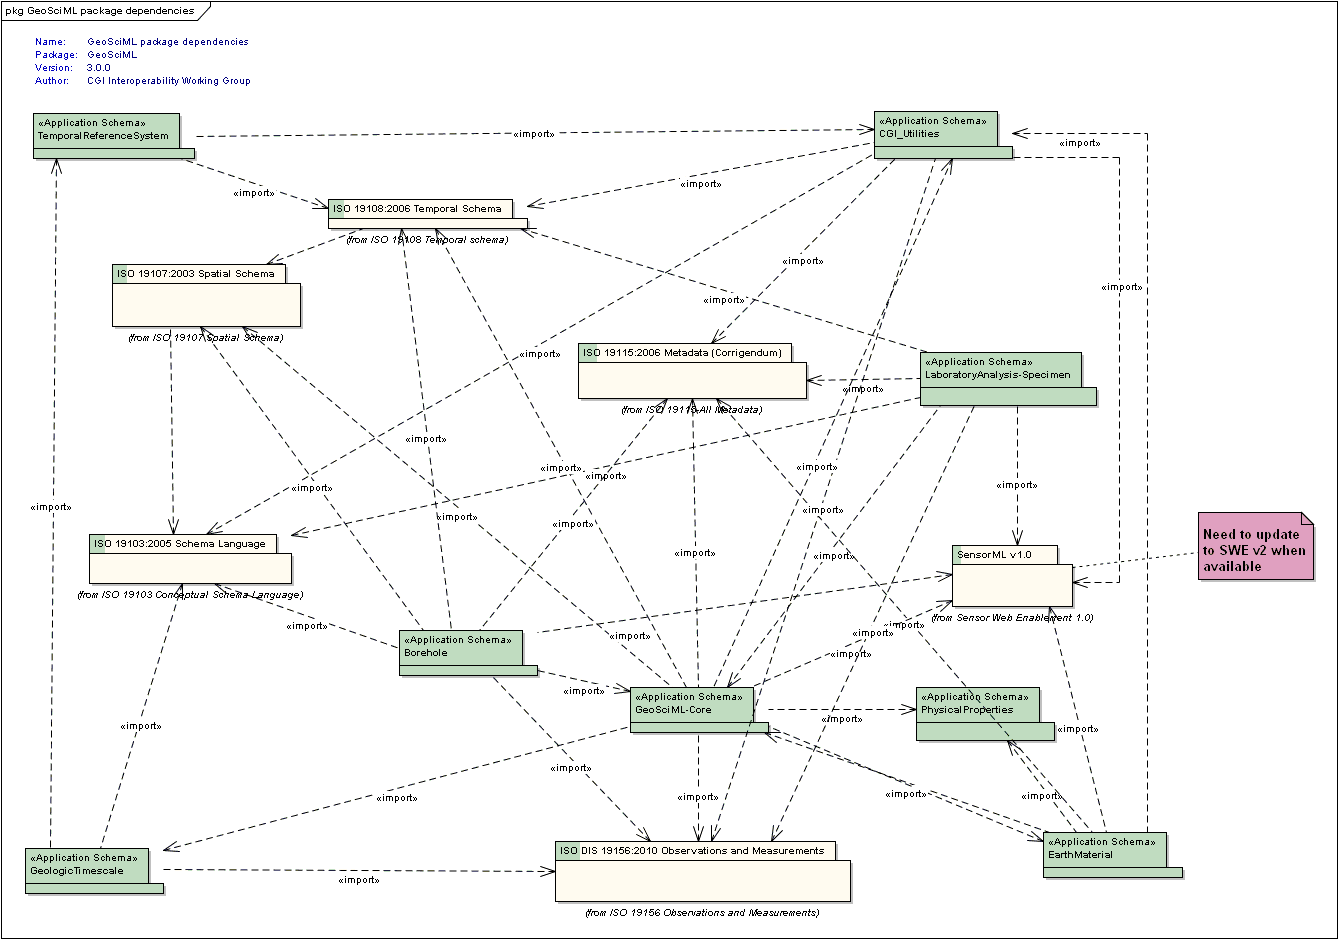 pkg GeoSciML package dependencies
Name: GeoSciML package dependencies
Package: GeoSciML
Version: 3.0.0
Author: CGI Interoperability Working Group
«Application Schema»
TemporalReferenceSystem
«Application Schema»
CGI_Utilities
«import»
«import»
«import»
«import»
ISO 19108:2006 Temporal Schema
(from ISO 19108 Temporal schema)
«import»
ISO 19107:2003 Spatial Schema
(from ISO 19107 Spatial Schema)
«import»
«import»
«import»
ISO 19115:2006 Metadata (Corrigendum)
(from ISO 19115 All Metadata)
«Application Schema»
LaboratoryAnalysis-Specimen
«import»
«import»
«import»
«import»
«import»
«import»
«import»
«import»
«import»
«import»
«import»
«import»
Need to update
to SWE v2 when
available
ISO 19103:2005 Schema Language
(from ISO 19103 Conceptual Schema Language)
«import»
«import»
SensorML v1.0
(from Sensor Web Enablement 1.0)
«import»
«import»
«import»
«import»
«import»
«Application Schema»
Borehole
«import»
«Application Schema»
GeoSciML-Core
«Application Schema»
PhysicalProperties
«import»
«import»
«import»
«import»
«import»
«import»
«import»
«import»
«Application Schema»
EarthMaterial
«Application Schema»
GeologicTimescale
«import»
ISO DIS 19156:2010 Observations and Measurements
(from ISO 19156 Observations and Measurements)